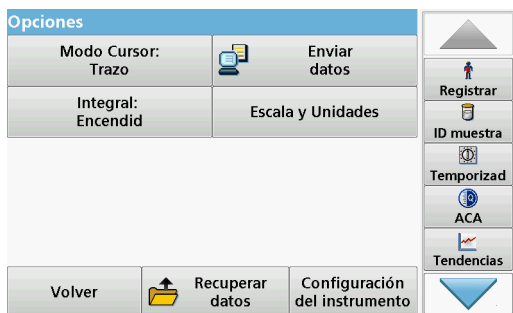 Opciones
Modo Cursor:
Trazo
Enviar
datos
Integral:
Encendid
Escala y Unidades
Volver
Recuperar
datos
Configuración
del instrumento
Registrar
ID muestra
Temporizad
ACA
Tendencias